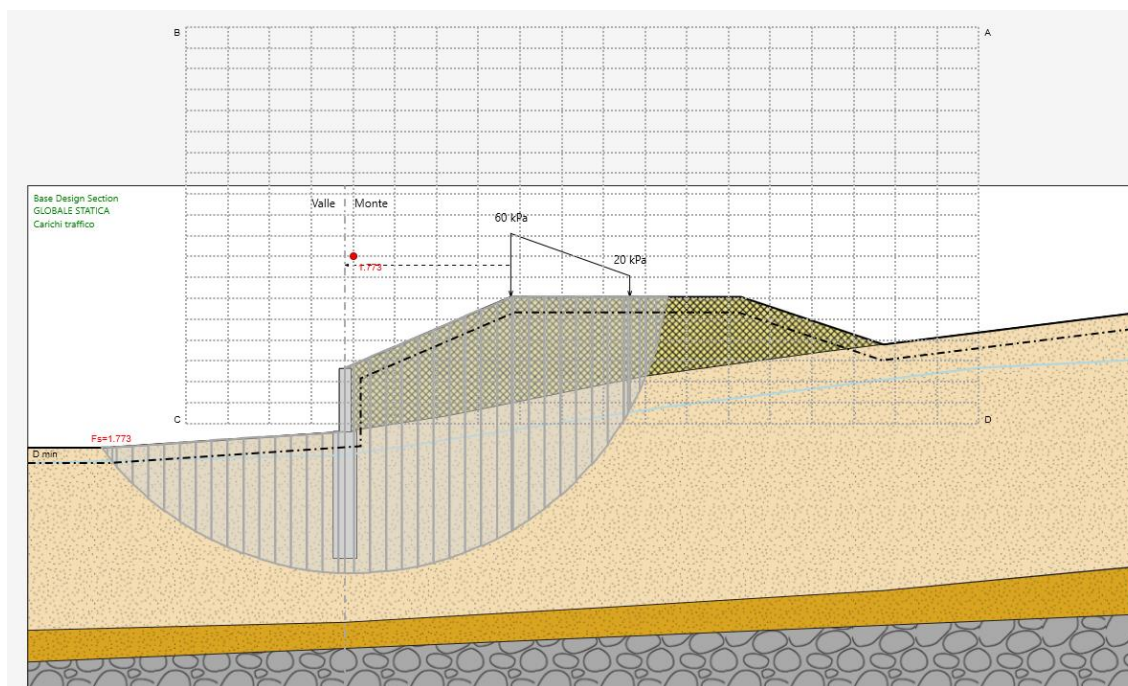 B
A
Base Design Section
GLOBALE STATICA
Carichi traffico
Valle
Monte
60 kPa
1.773
20 kPa
C
D
Fs=1.773
D min